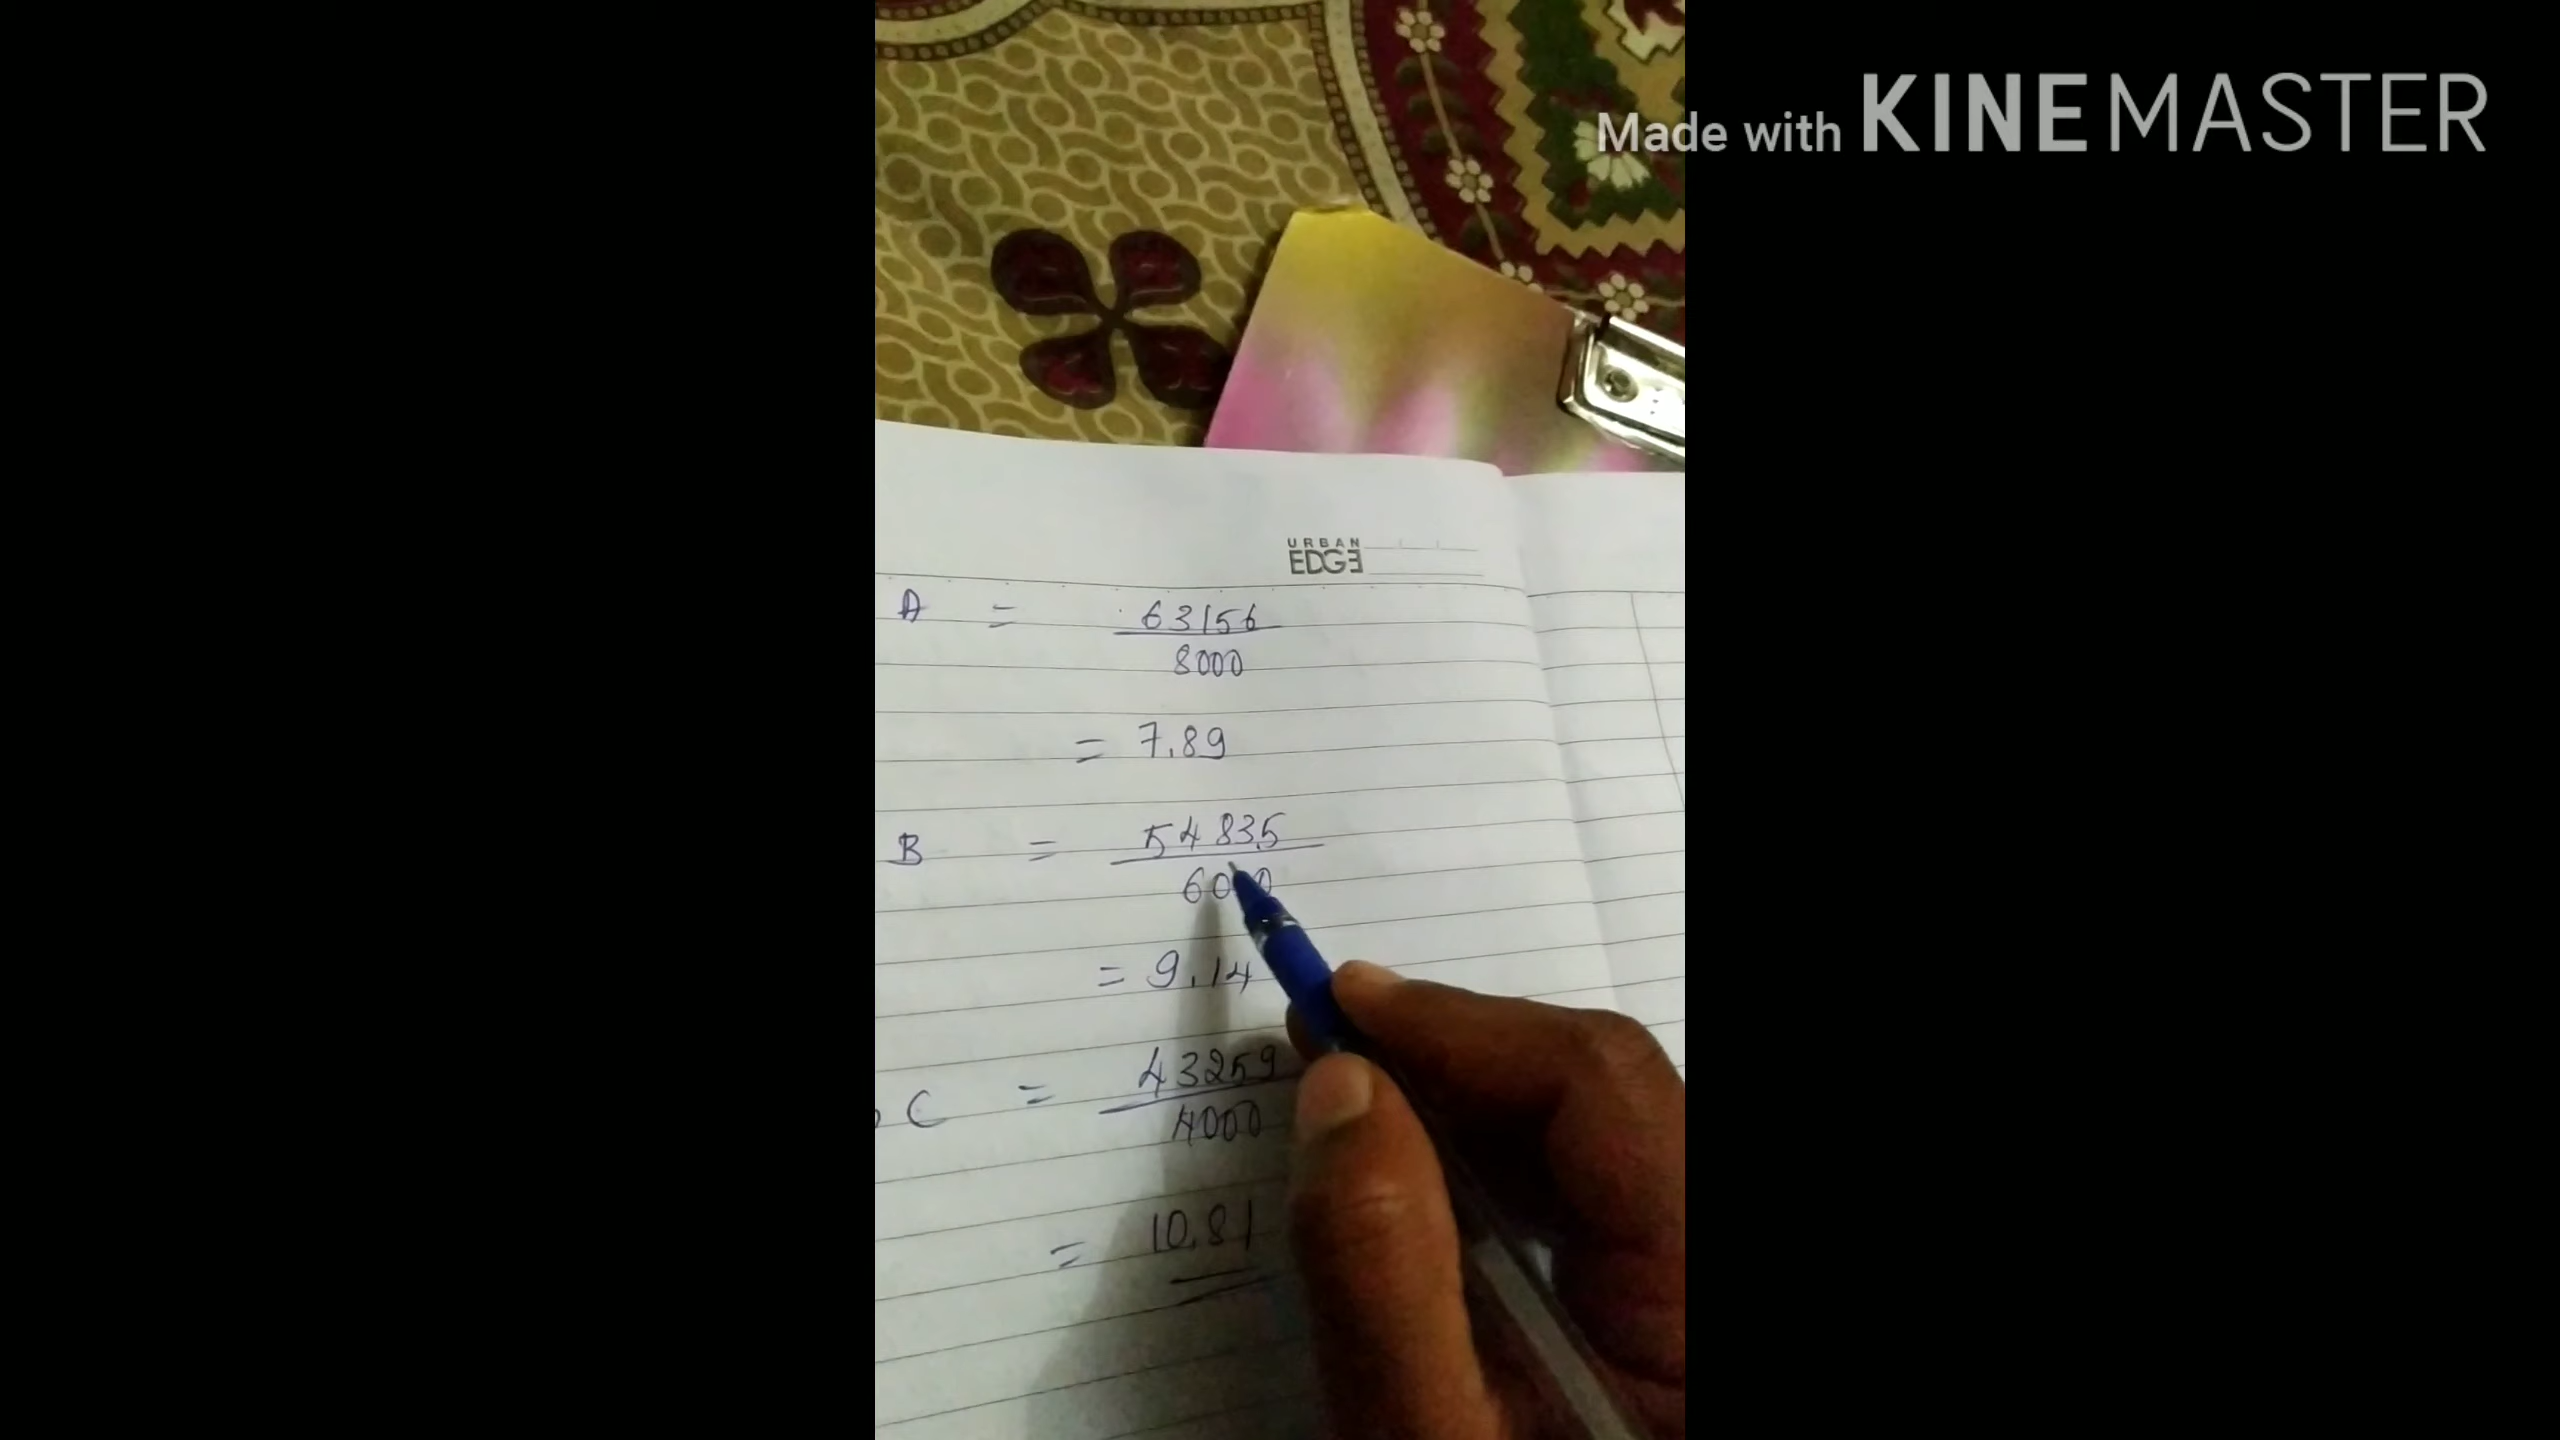 Made with KINEMASTER
URBAN
EDGE
A = 63156
8000
= 7.89
B = 54835
6000
= 9.14
C = 43259
4000
= 10.81